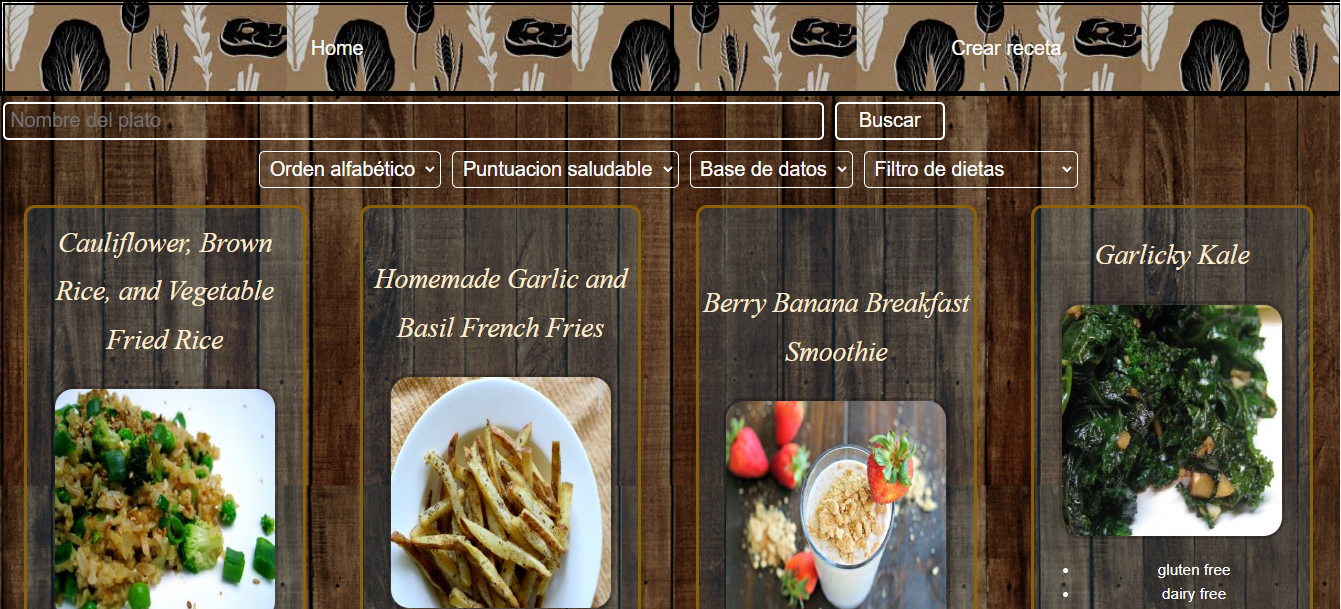 Home
Crear receta
Nombre del plato
Buscar
Orden alfabético
Puntuacion saludable
Base de datos
Filtro de dietas
Cauliflower, Brown
Rice, and Vegetable
Fried Rice
Homemade Garlic and
Basil French Fries
Berry Banana Breakfast
Smoothie
Garlicky Kale
gluten free
dairy free